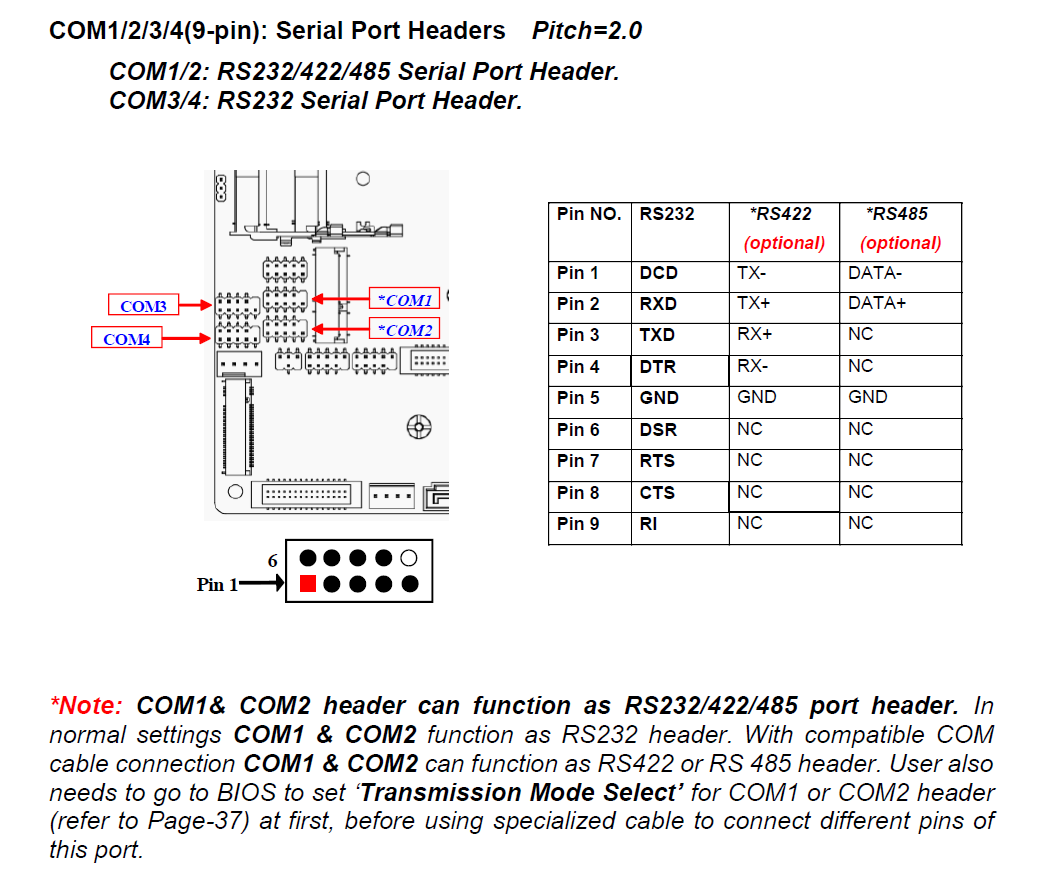 COM1/2/3/4(9-pin): Serial Port Headers Pitch=2.0
COM1/2: RS232/422/485 Serial Port Header.
COM3/4: RS232 Serial Port Header.
COM3
COM4
*COM1
*COM2
6
Pin 1
Pin NO. RS232 *RS422 (optional) *RS485 (optional)
Pin 1 DCD TX- DATA-
Pin 2 RXD TX+ DATA+
Pin 3 TXD RX+ NC
Pin 4 DTR RX- NC
Pin 5 GND GND GND
Pin 6 DSR NC NC
Pin 7 RTS NC NC
Pin 8 CTS NC NC
Pin 9 RI NC NC
*Note: COM1& COM2 header can function as RS232/422/485 port header. In
normal settings COM1 & COM2 function as RS232 header. With compatible COM
cable connection COM1 & COM2 can function as RS422 or RS 485 header. User also
needs to go to BIOS to set ‘Transmission Mode Select’ for COM1 or COM2 header
(refer to Page-37) at first, before using specialized cable to connect different pins of
this port.